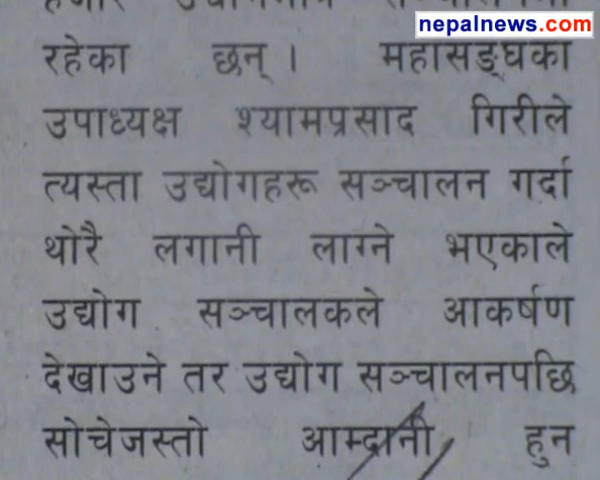 nepalnews.com
रहेका छन् । महासङ्घका
उपाध्यक्ष श्यामप्रसाद गिरीले
त्यस्ता उद्योगहरू सञ्चालन गर्दा
थोरै लगानी लाग्ने भएकाले
उद्योग सञ्चालकले आकर्षण
देखाउने तर उद्योग सञ्चालनपछि
सोचेजस्तो आम्दानी हुन